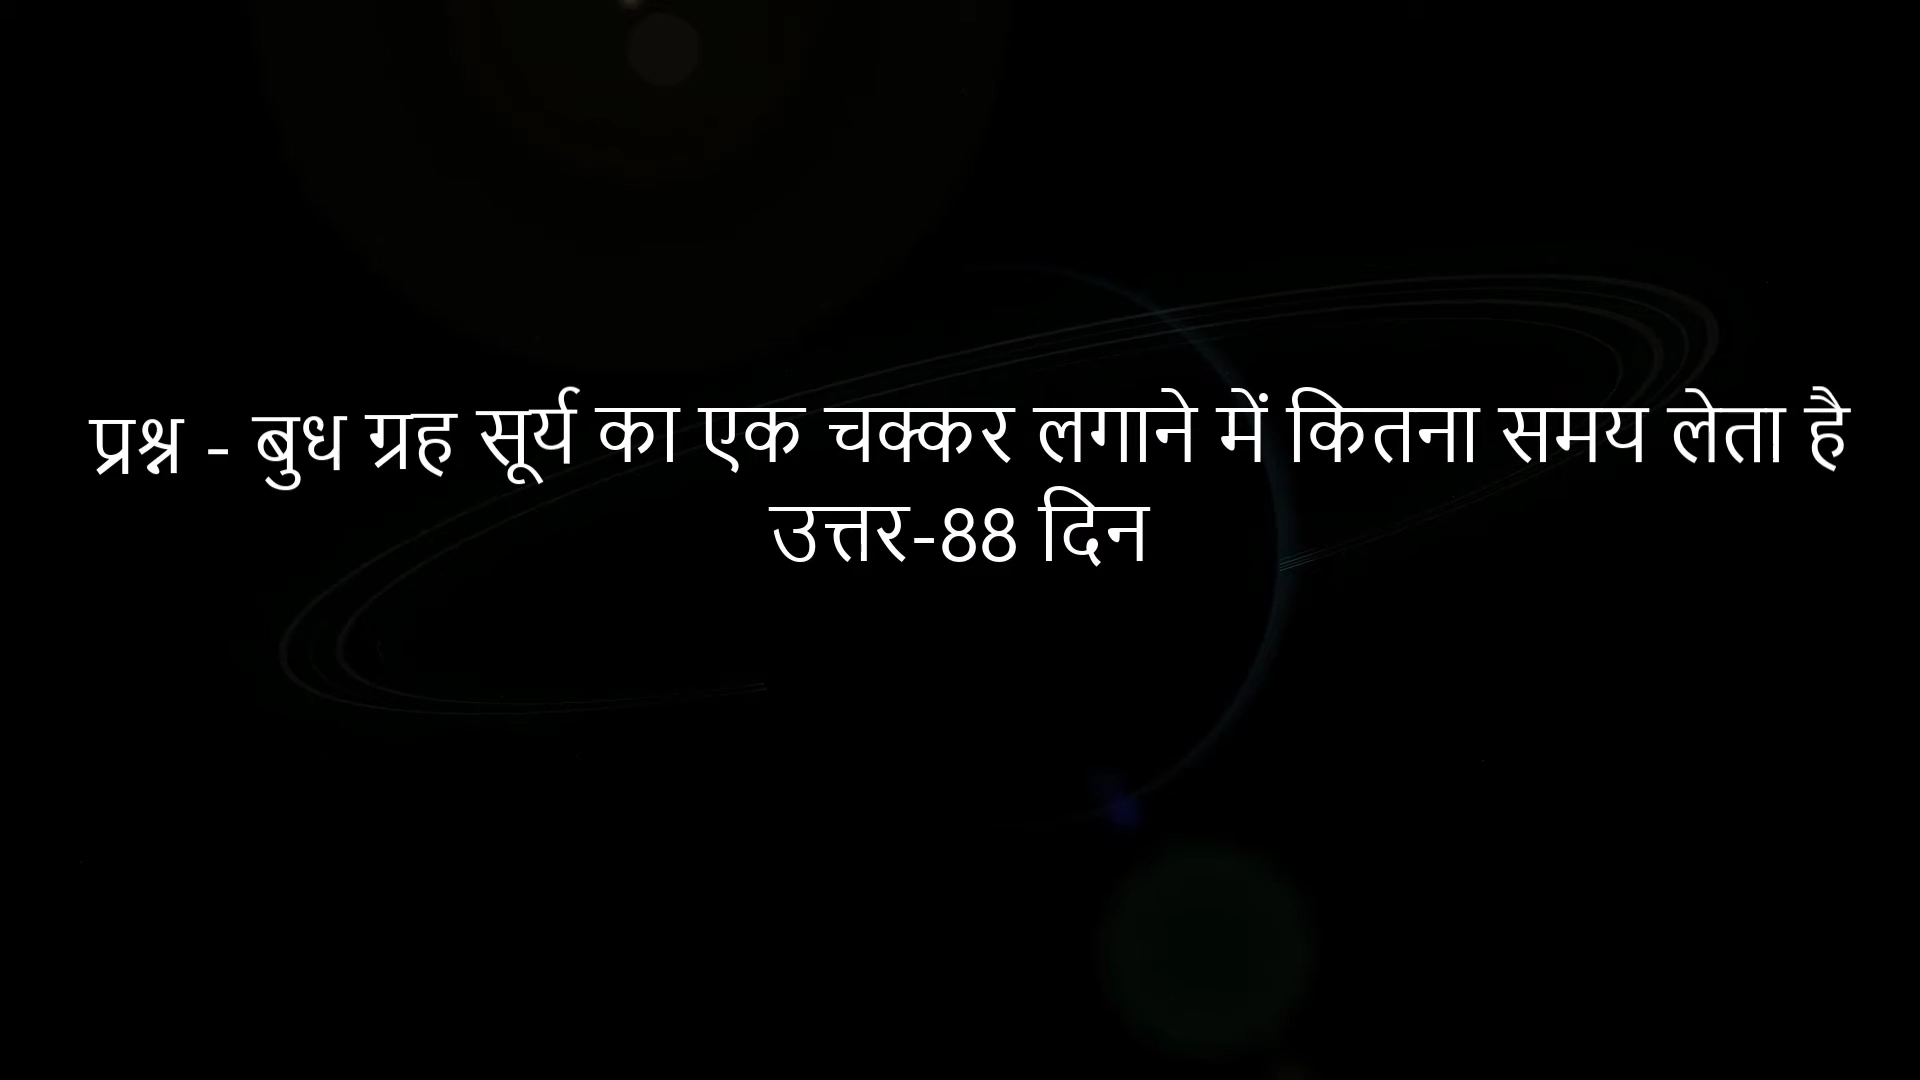 प्रश्न - बुध ग्रह सूर्य का एक चक्कर लगाने में कितना समय लेता है
उत्तर-88 दिन